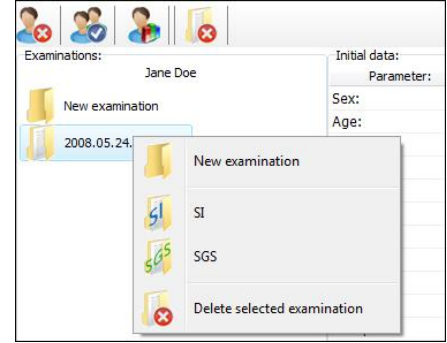 Examinations:
Jane Doe
New examination
2008.05.24.
New examination
SI
SGS
Delete selected examination
Initial data:
Parameter:
Sex:
Age: